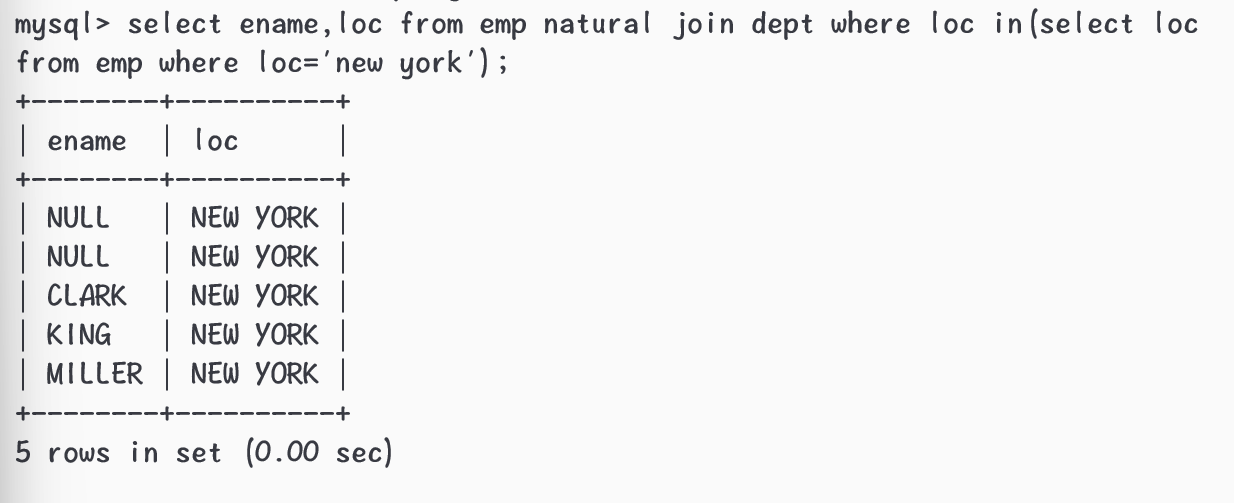 mysql> select ename,loc from emp natural join dept where loc in(select loc
from emp where loc='new york');
+--------+----------+
| ename  | loc      |
+--------+----------+
| NULL   | NEW YORK |
| NULL   | NEW YORK |
| CLARK  | NEW YORK |
| KING   | NEW YORK |
| MILLER | NEW YORK |
+--------+----------+
5 rows in set (0.00 sec)